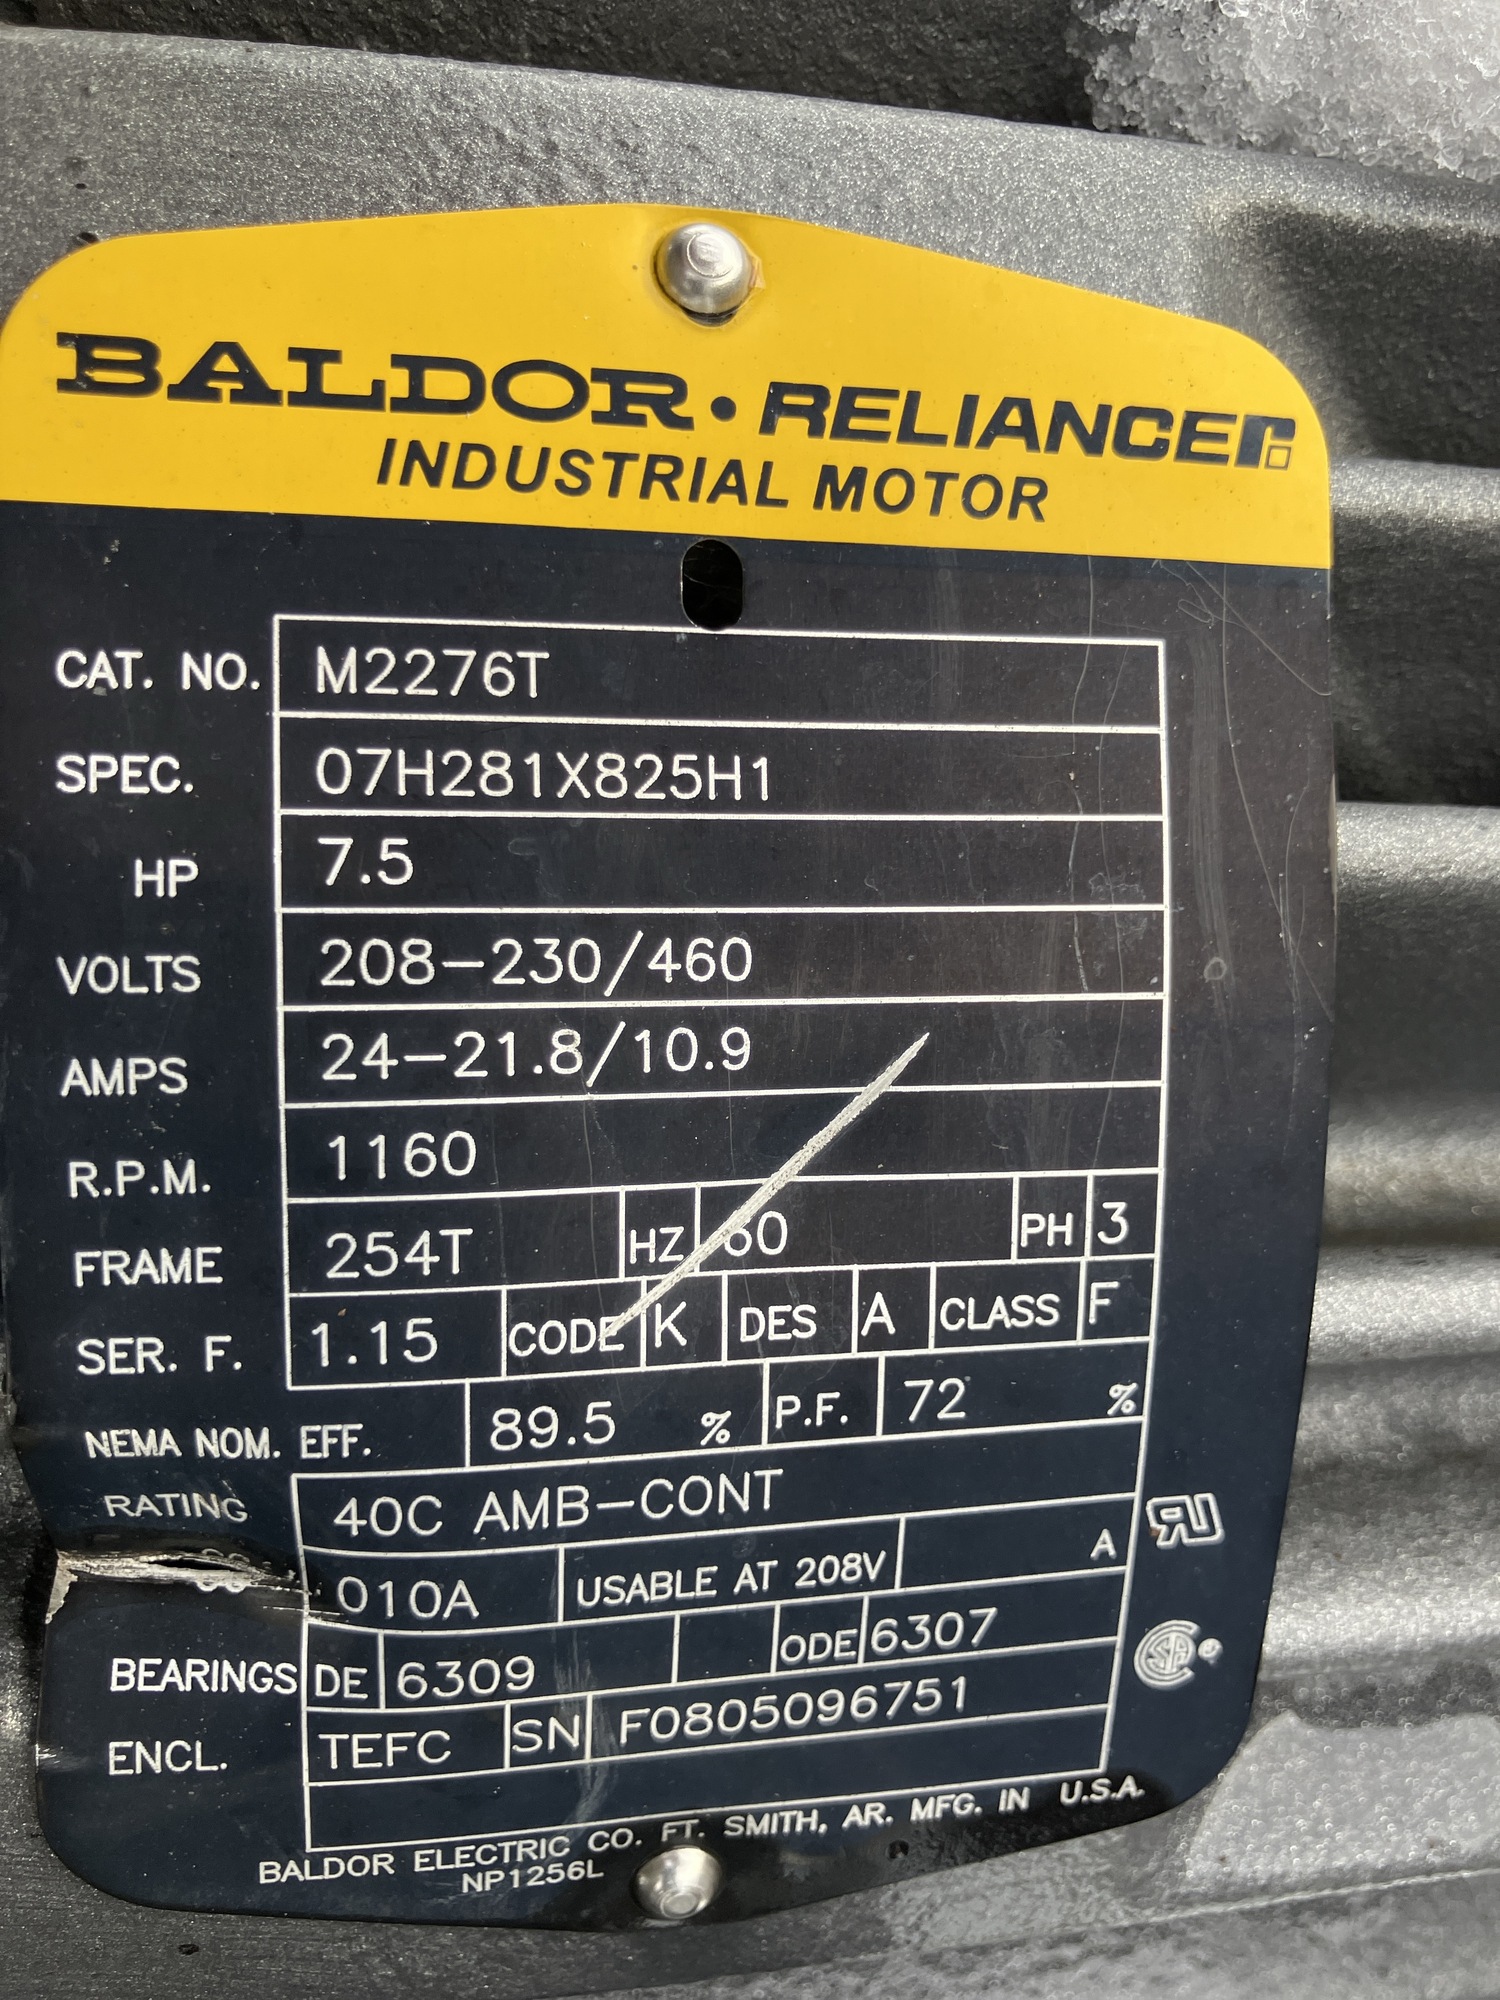 BALDOR • RELIANCE
INDUSTRIAL MOTOR
CAT. NO. M2276T
SPEC. 07H281X825H1
HP 7.5
VOLTS 208-230/460
AMPS 24-21.8/10.9
R.P.M. 1160
FRAME 254T HZ 60 PH 3
SER. F. 1.15 CODE K DES A CLASS F
NEMA NOM. EFF. 89.5 % P.F. 72 %
RATING 40C AMB-CONT
010A USABLE AT 208V A
BEARINGS DE 6309 ODE 6307
ENCL. TEFC SN F0805096751
BALDOR ELECTRIC CO. FT. SMITH, AR. MFG. IN U.S.A.
NP1256L